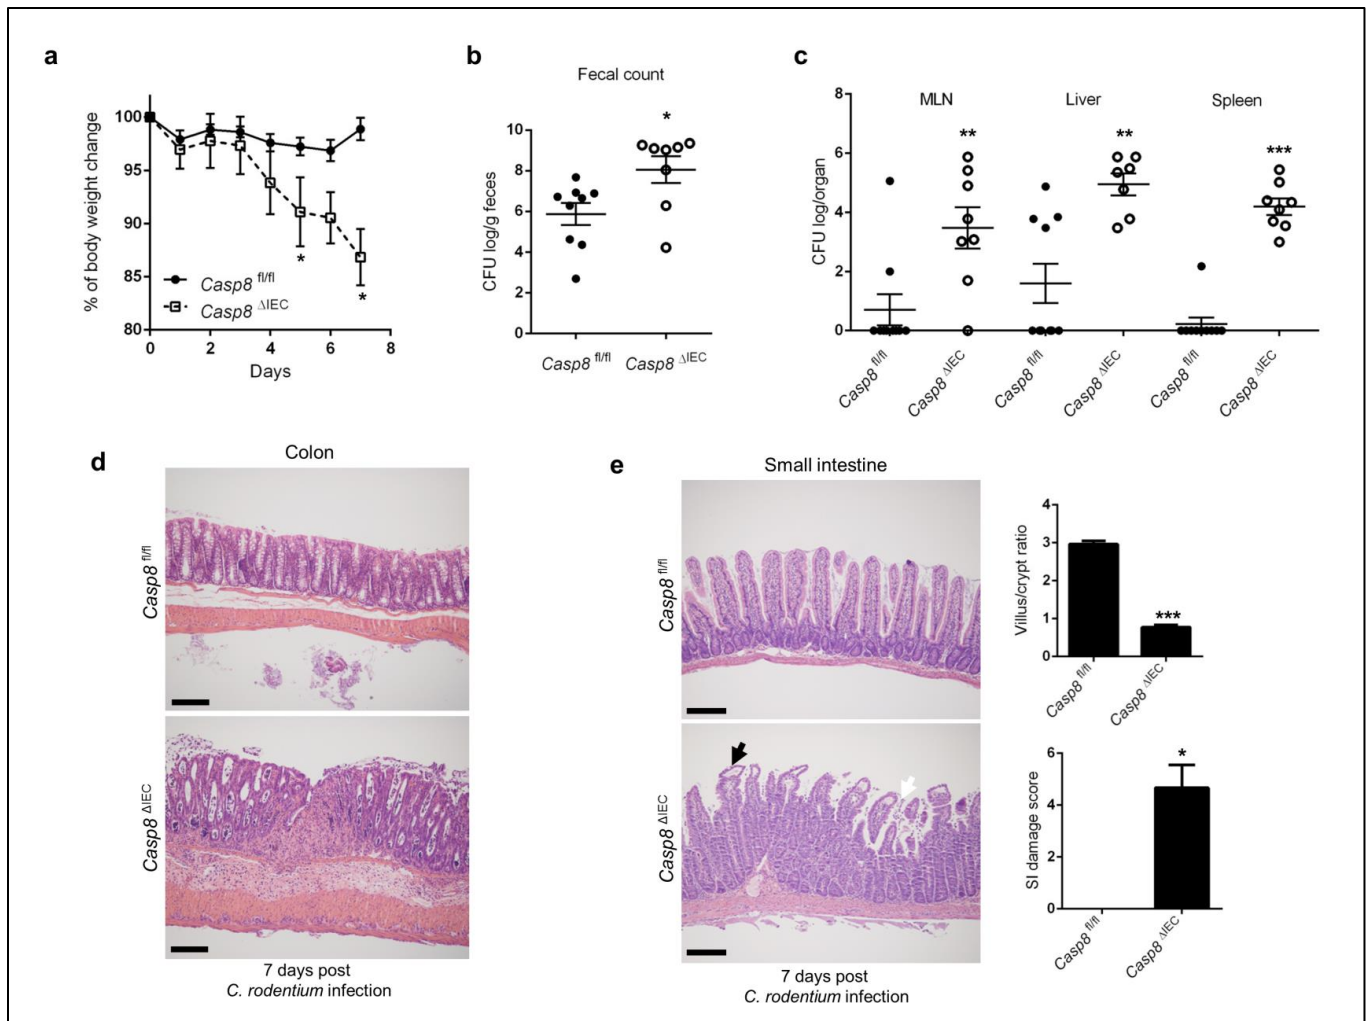 a
% of body weight change
100
95
90
85
80
*
*
Casp8 fl/fl
Casp8 ΔIEC
0 2 4 6 8
Days
b
Fecal count
CFU log/g feces
10
8
6
4
2
0
*
Casp8 fl/fl Casp8 ΔIEC
c
CFU log/organ
8
6
4
2
0
MLN Liver Spleen
** ** ***
Casp8 fl/fl Casp8 ΔIEC Casp8 fl/fl Casp8 ΔIEC Casp8 fl/fl Casp8 ΔIEC
d
Colon
Casp8 fl/fl
Casp8 ΔIEC
7 days post
C. rodentium infection
e
Small intestine
Casp8 fl/fl
Casp8 ΔIEC
7 days post
C. rodentium infection
Villus/crypt ratio
4
3
2
1
0
***
Casp8 fl/fl Casp8 ΔIEC
SI damage score
6
4
2
0
*
Casp8 fl/fl Casp8 ΔIEC